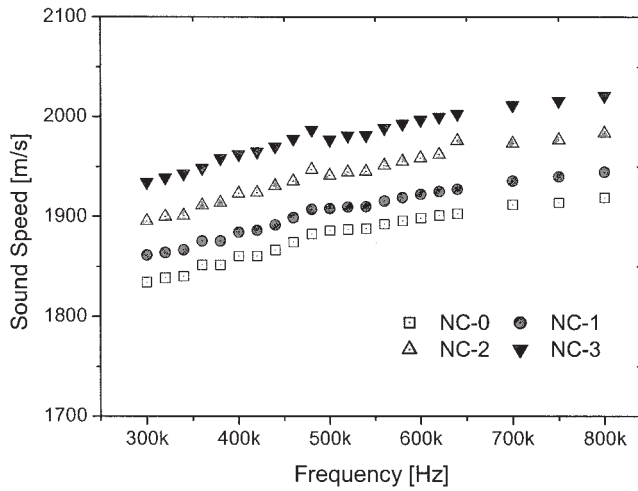 2100
2000
1900
1800
1700
Sound Speed [m/s]
NC-0 NC-1
NC-2 NC-3
300k 400k 500k 600k 700k 800k
Frequency [Hz]